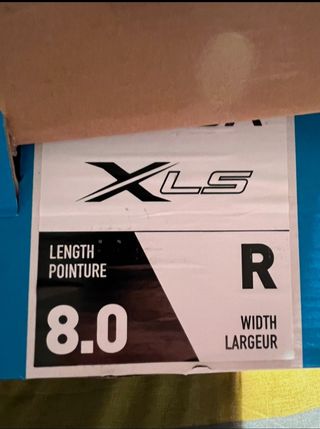 XLS
LENGTH
POINTURE
8.0
R
WIDTH
LARGEUR